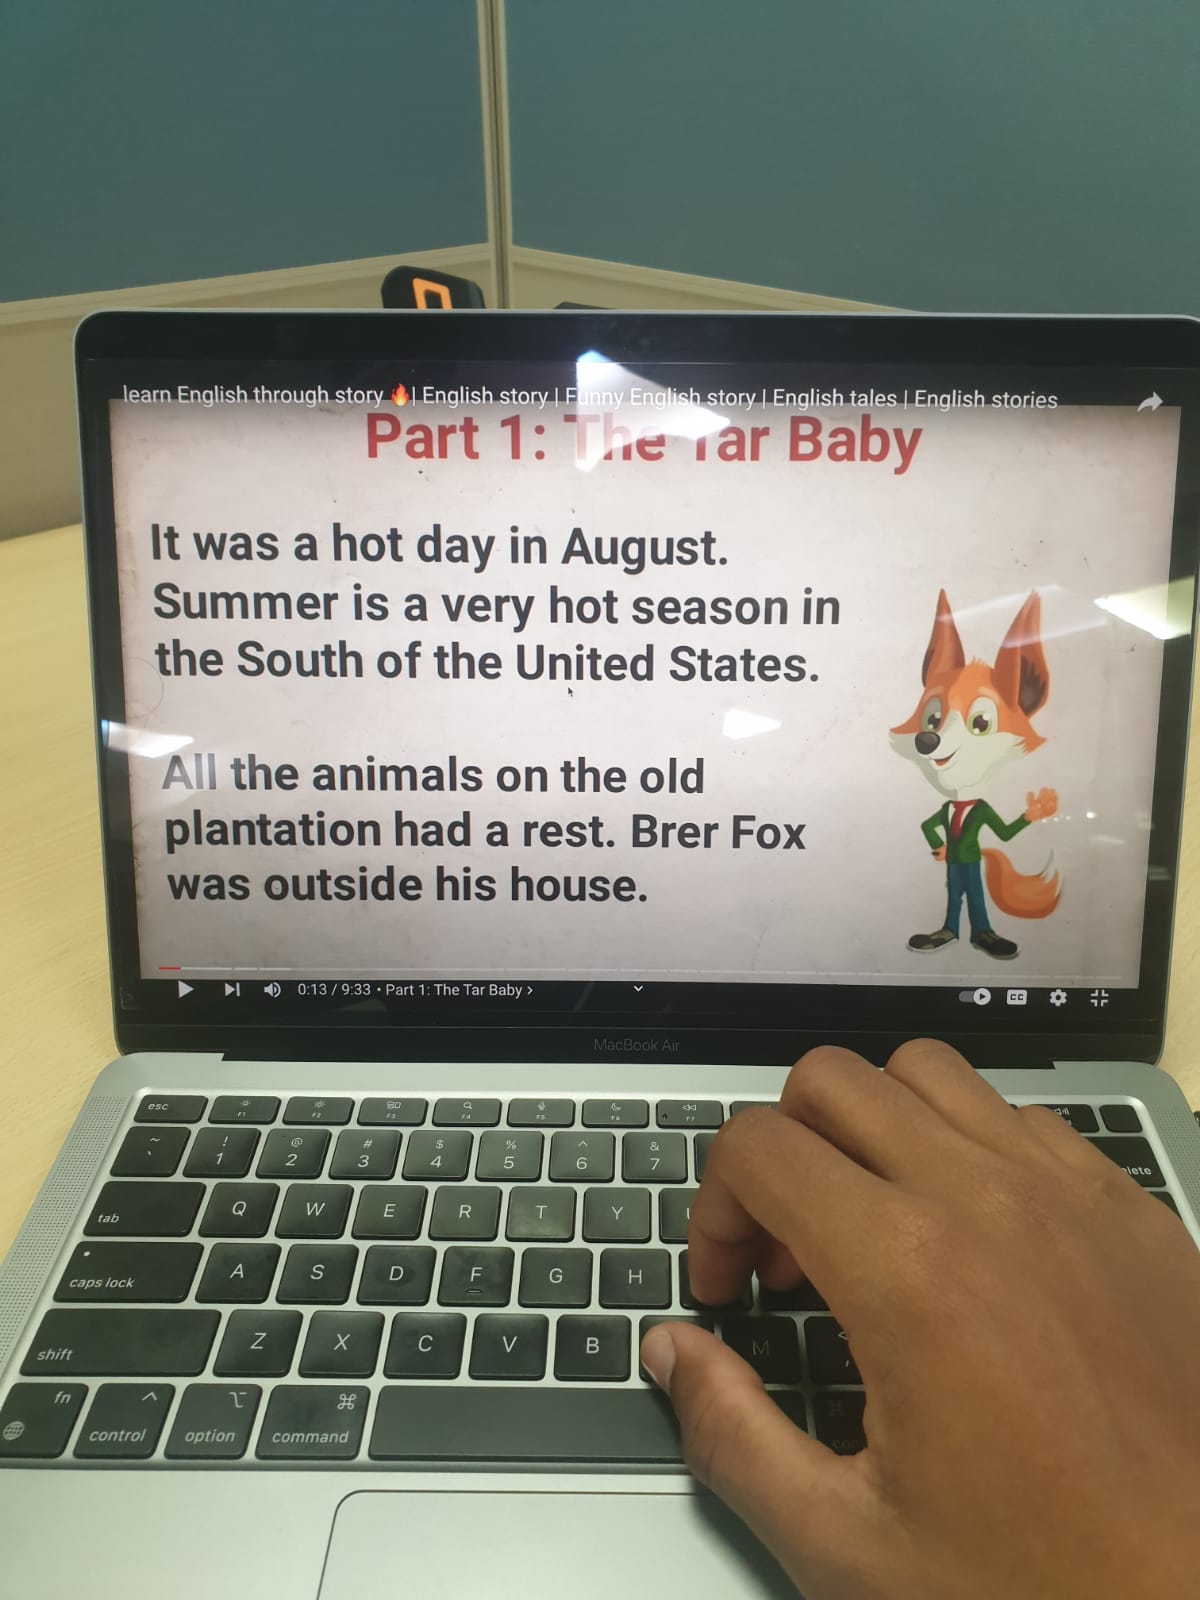 learn English through story 🔥| English story | Funny English story | English tales | English stories
Part 1: The Tar Baby
It was a hot day in August.
Summer is a very hot season in
the South of the United States.
All the animals on the old
plantation had a rest. Brer Fox
was outside his house.
0:13 / 9:33 • Part 1: The Tar Baby ›
CC
MacBook Air
esc F1 F2 F3 F4 F5 F6 F7
~ ! @ # $ % ^ &
` 1 2 3 4 5 6 7
tab Q W E R T Y
caps lock A S D F G H
shift Z X C V B M < ,
fn control option command